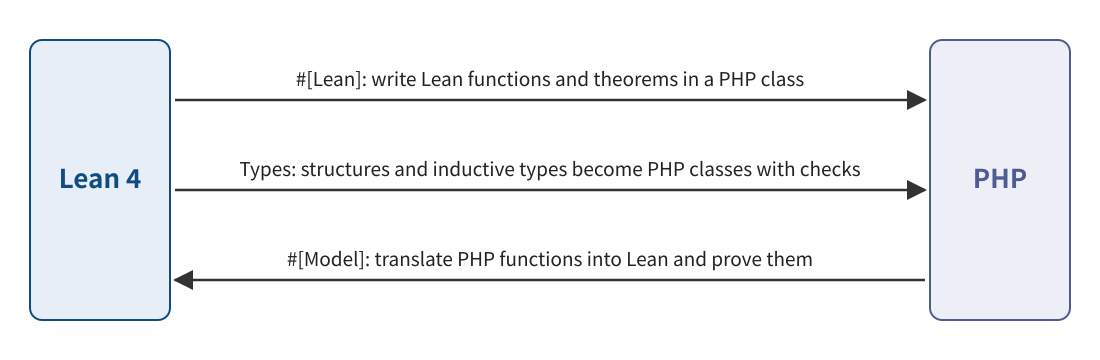 #[Lean]: write Lean functions and theorems in a PHP class
Types: structures and inductive types become PHP classes with checks
Lean 4
PHP
#[Model]: translate PHP functions into Lean and prove them